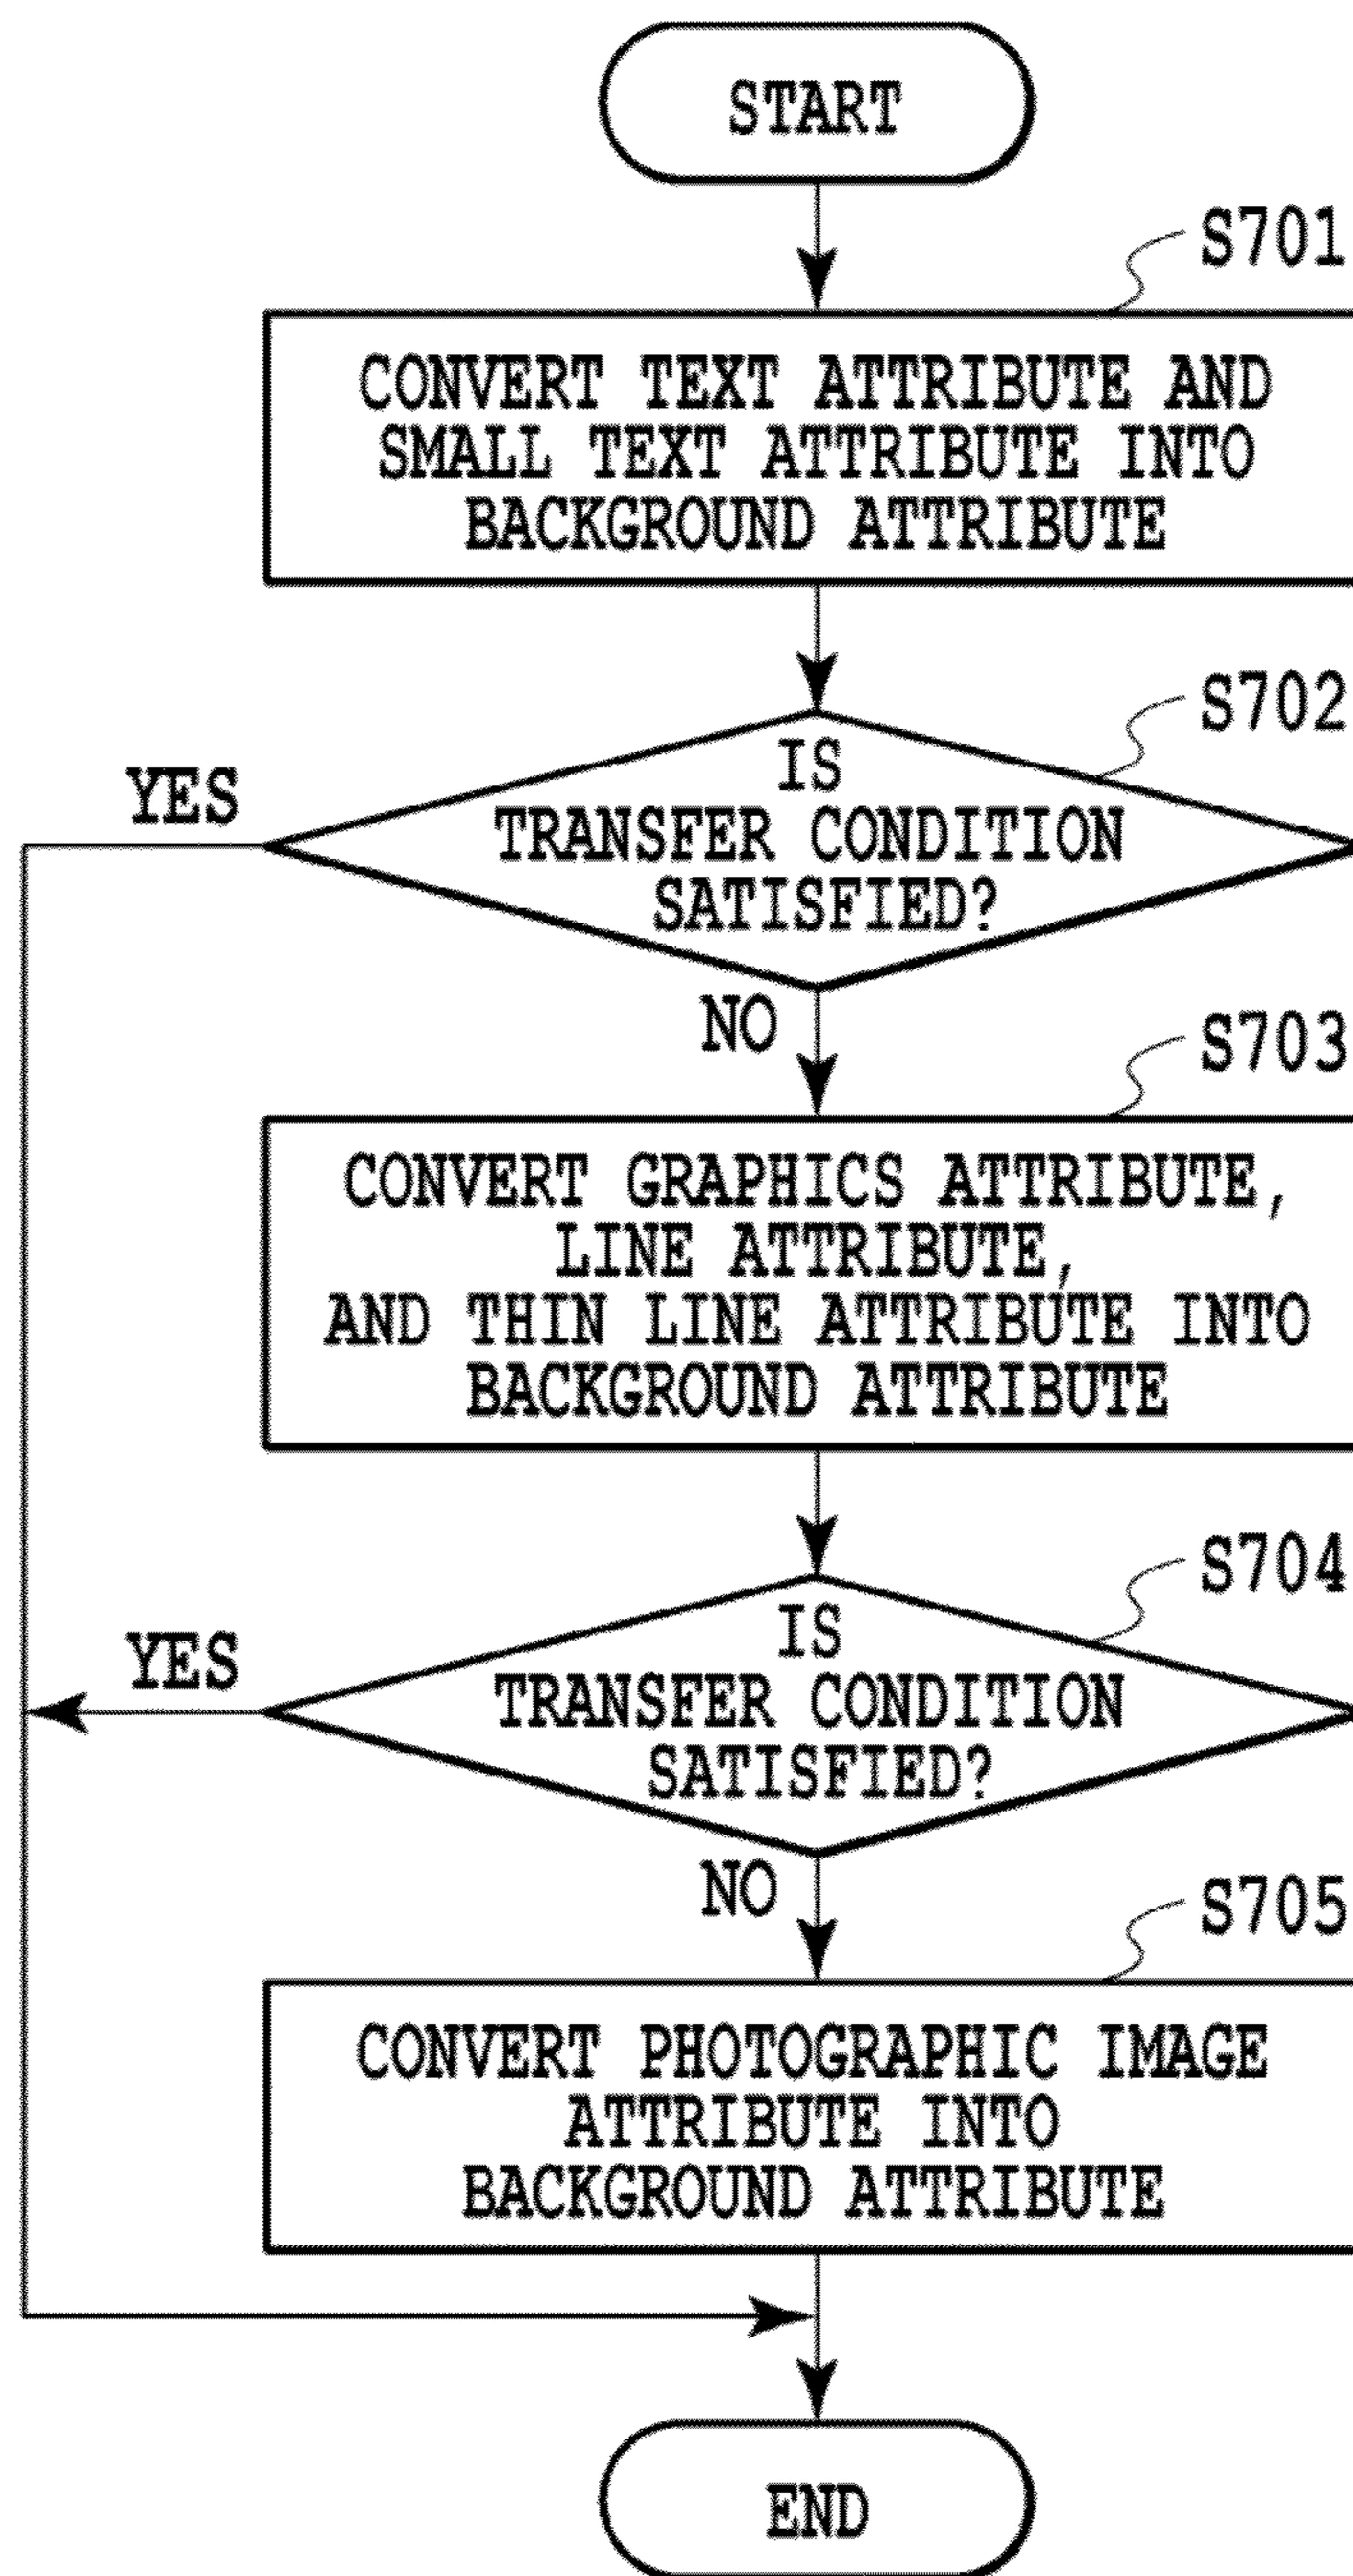 START
S701
CONVERT TEXT ATTRIBUTE AND
SMALL TEXT ATTRIBUTE INTO
BACKGROUND ATTRIBUTE
S702
YES
IS
TRANSFER CONDITION
SATISFIED?
NO
S703
CONVERT GRAPHICS ATTRIBUTE,
LINE ATTRIBUTE,
AND THIN LINE ATTRIBUTE INTO
BACKGROUND ATTRIBUTE
S704
YES
IS
TRANSFER CONDITION
SATISFIED?
NO
S705
CONVERT PHOTOGRAPHIC IMAGE
ATTRIBUTE INTO
BACKGROUND ATTRIBUTE
END